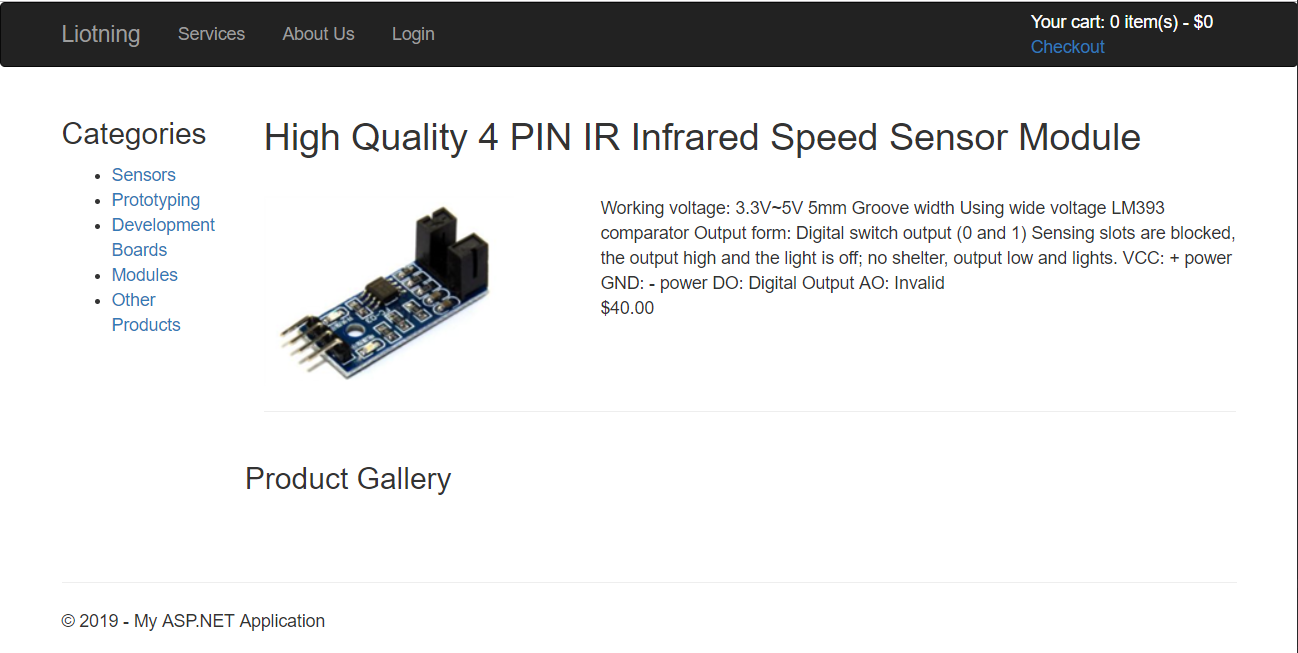 Liotning Services About Us Login
Your cart: 0 item(s) - $0
Checkout
Categories
Sensors
Prototyping
Development
Boards
Modules
Other
Products
High Quality 4 PIN IR Infrared Speed Sensor Module
Working voltage: 3.3V~5V 5mm Groove width Using wide voltage LM393
comparator Output form: Digital switch output (0 and 1) Sensing slots are blocked,
the output high and the light is off; no shelter, output low and lights. VCC: + power
GND: - power DO: Digital Output AO: Invalid
$40.00
Product Gallery
© 2019 - My ASP.NET Application